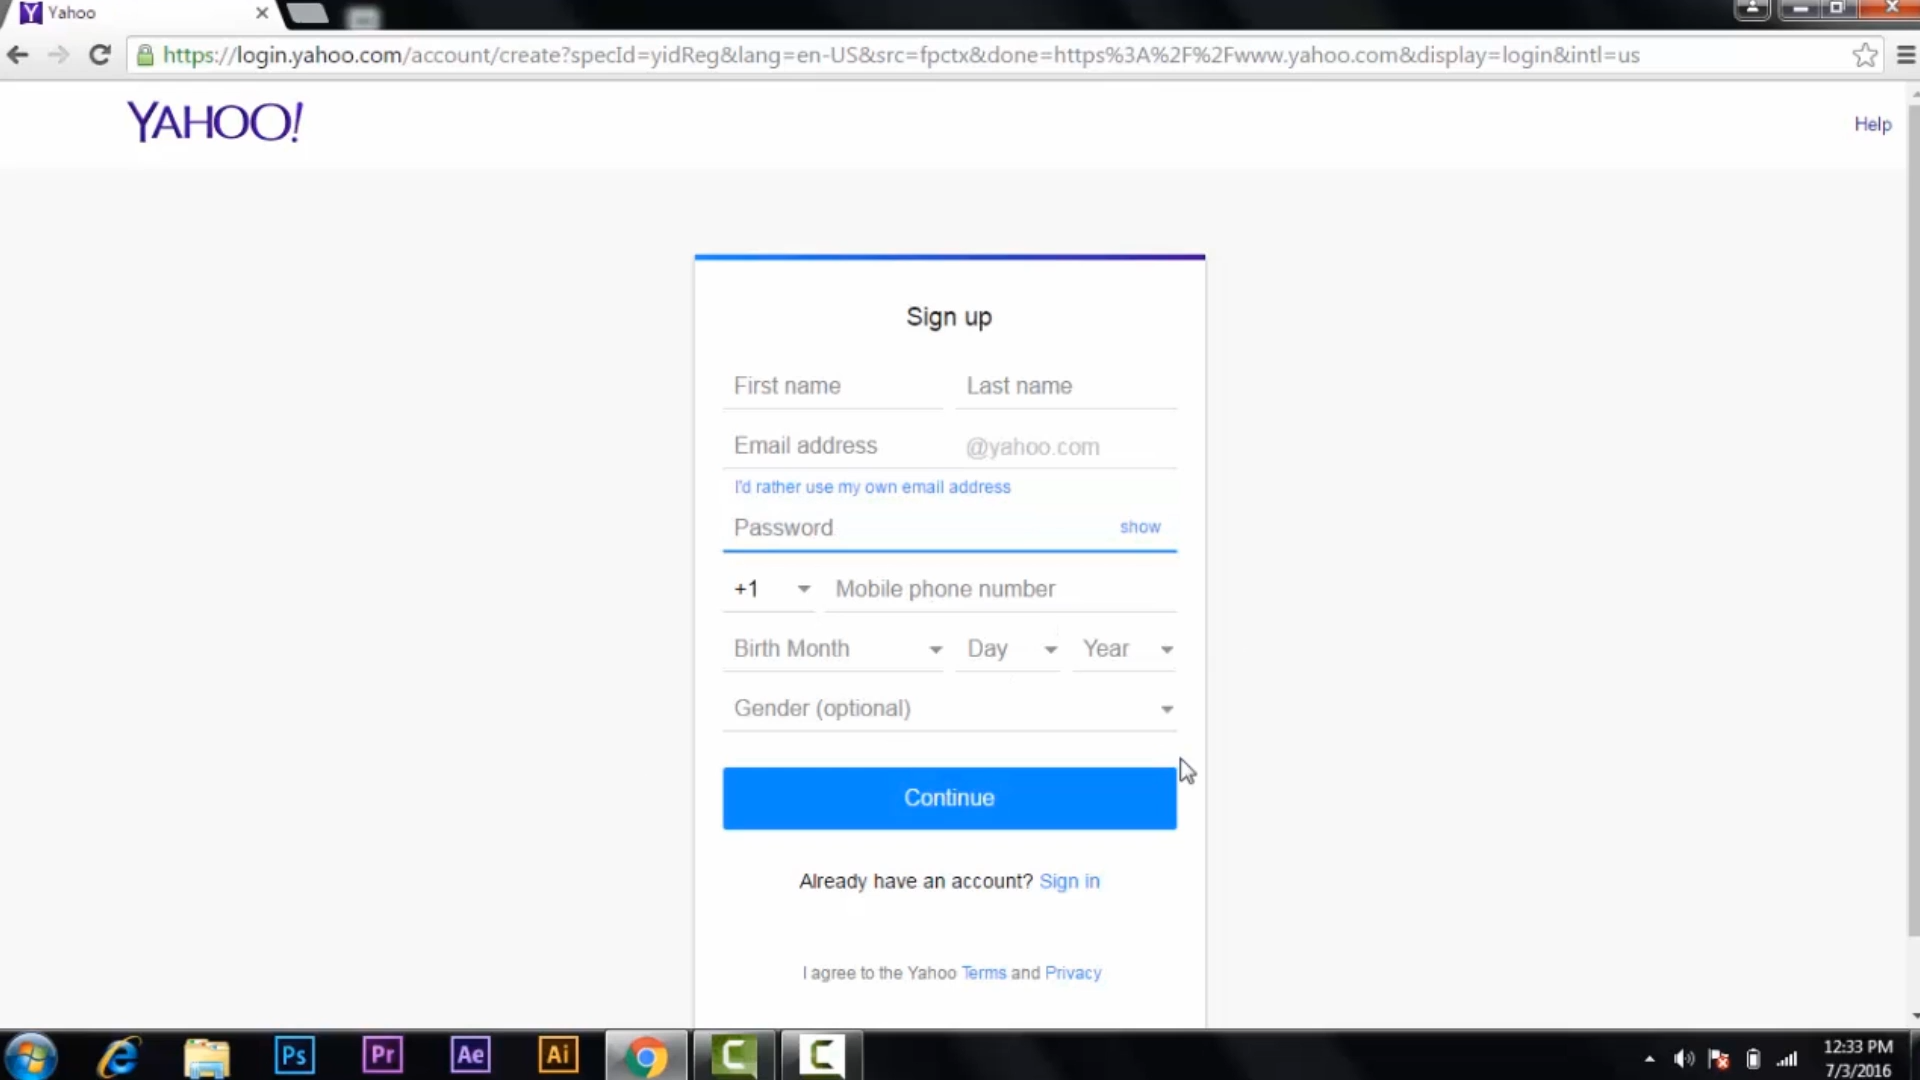 Yahoo
https://login.yahoo.com/account/create?specId=yidReg&lang=en-US&src=fpctx&done=https%3A%2F%2Fwww.yahoo.com&display=login&intl=us
YAHOO!
Help
Sign up
First name Last name
Email address @yahoo.com
I'd rather use my own email address
Password show
+1 Mobile phone number
Birth Month Day Year
Gender (optional)
Continue
Already have an account? Sign in
I agree to the Yahoo Terms and Privacy
Ps Pr Ae Ai
12:33 PM
7/3/2016